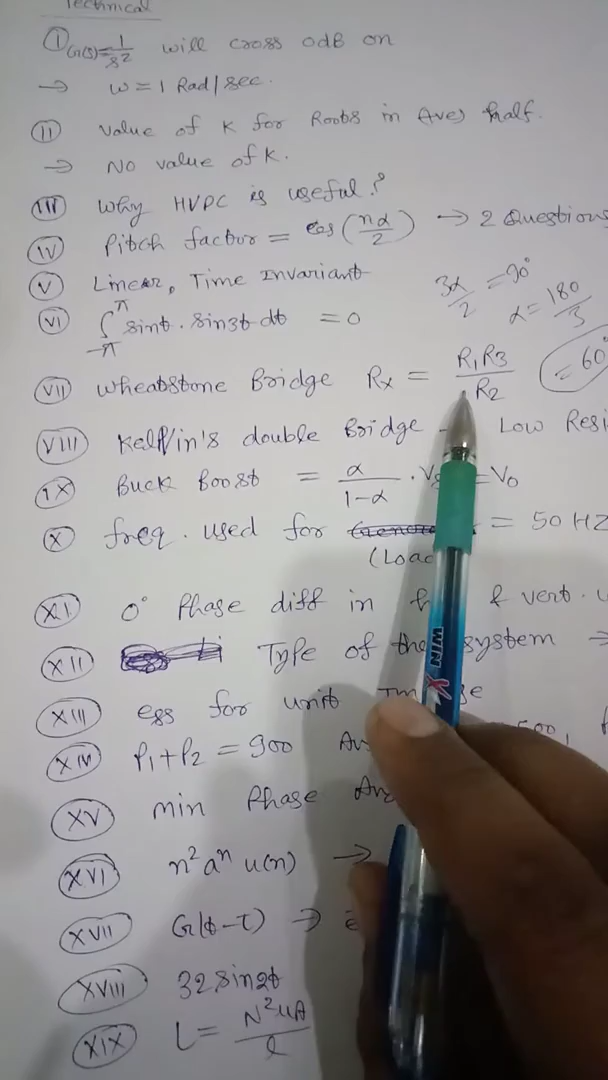 Technical
I G(s)=1/s² will cross 0dB on
→ w=1 Rad/sec.
II Value of K for Roots in (+ve) half.
→ No value of K.
III Why HVDC is useful?
IV Pitch factor = cos(nα/2) → 2 Questions
3α/2 = 90°
α = 180/3
= 60°
V Linear, Time Invariant
VI ∫-π^π sint. sin3t dt = 0
VII Wheatstone Bridge Rx = R1R3/R2
VIII Kelvin's double Bridge Low Resi
IX Buck Boost = α/1-α . Vs = V0
X freq. used for = 50 HZ
(Load
XI 0° Phase diff in & vert.
XII Type of the system →
XIII ess for unit
XIV P1+P2 = 900 500,
XV min Phase
XVI n²aⁿ u(n) →
XVII G(t-τ) →
XVIII 32 sin2t
XIX L = N²uA/l
WIN